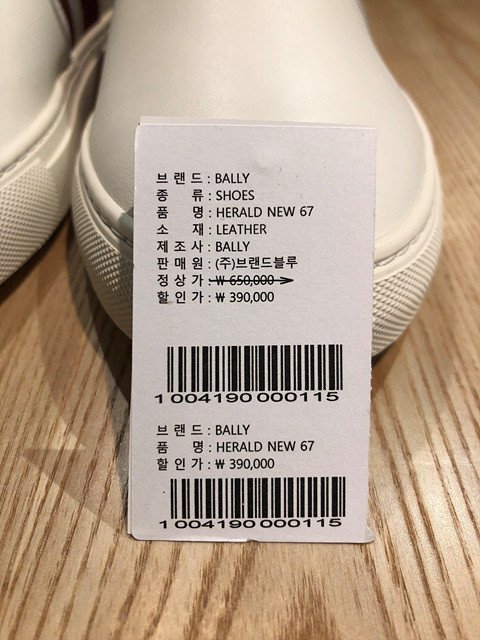 브 랜 드 : BALLY
종 류 : SHOES
품 명 : HERALD NEW 67
소 재 : LEATHER
제 조 사 : BALLY
판 매 원 : (주)브랜드블루
정 상 가 : ₩ 650,000
할 인 가 : ₩ 390,000
1 004190 000115
브 랜 드 : BALLY
품 명 : HERALD NEW 67
할 인 가 : ₩ 390,000
1 004190 000115